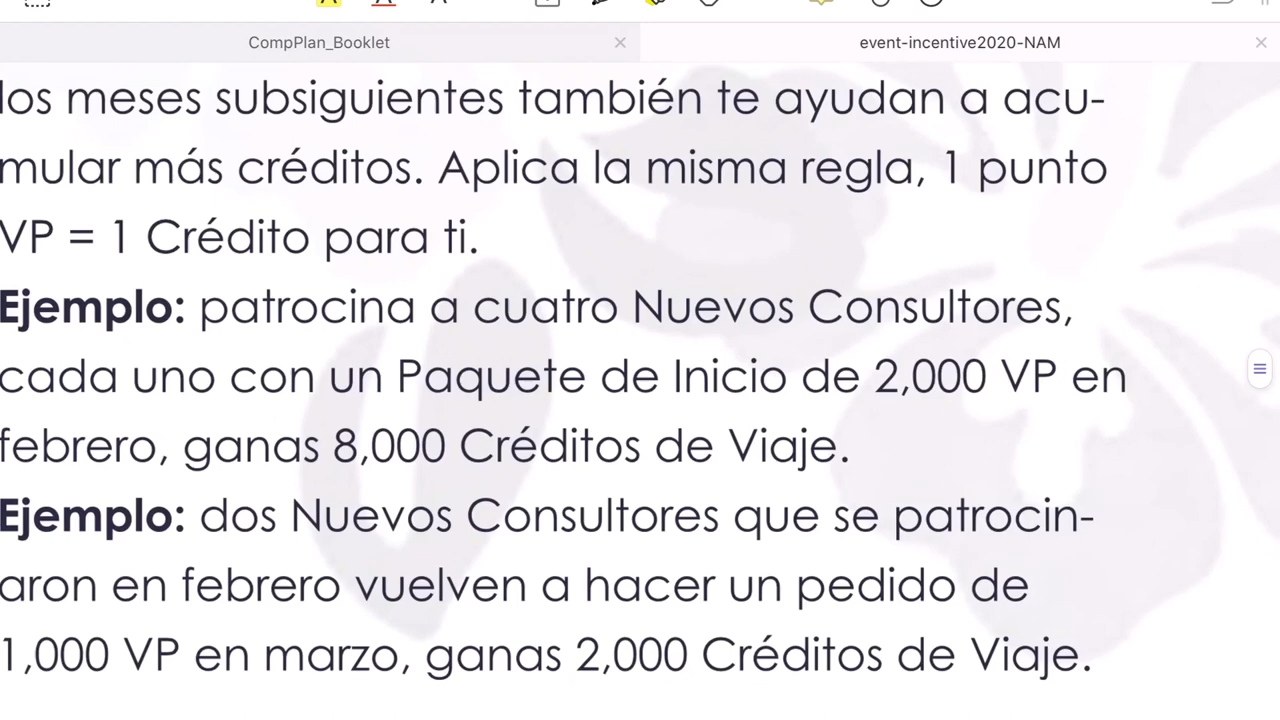 CompPlan_Booklet
event-incentive2020-NAM
los meses subsiguientes también te ayudan a acu-
mular más créditos. Aplica la misma regla, 1 punto
VP = 1 Crédito para ti.
Ejemplo: patrocina a cuatro Nuevos Consultores,
cada uno con un Paquete de Inicio de 2,000 VP en
febrero, ganas 8,000 Créditos de Viaje.
Ejemplo: dos Nuevos Consultores que se patrocin-
aron en febrero vuelven a hacer un pedido de
1,000 VP en marzo, ganas 2,000 Créditos de Viaje.